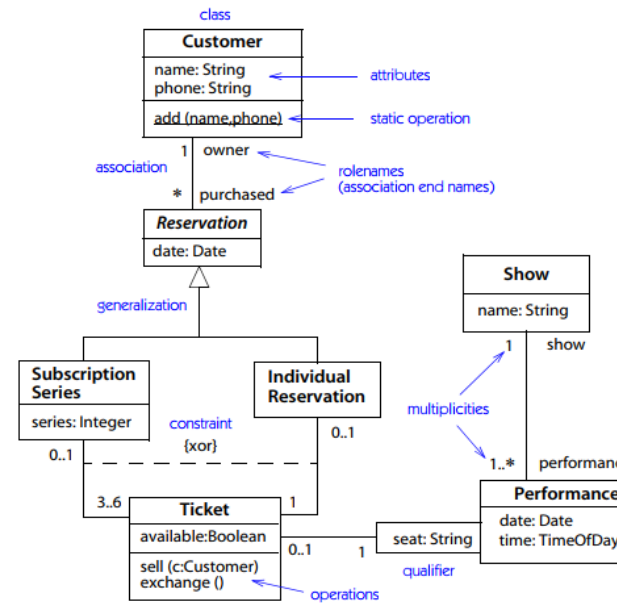 class
Customer
name: String
phone: String
attributes
add (name,phone)
static operation
1 owner
association
rolenames
(association end names)
* purchased
Reservation
date: Date
generalization
Show
name: String
1 show
Subscription
Series
series: Integer
Individual
Reservation
multiplicities
constraint
{xor}
0..1
0..1
1..* performance
3..6
1
Ticket
available:Boolean
sell (c:Customer)
exchange ()
operations
0..1
1
seat: String
qualifier
Performance
date: Date
time: TimeOfDay